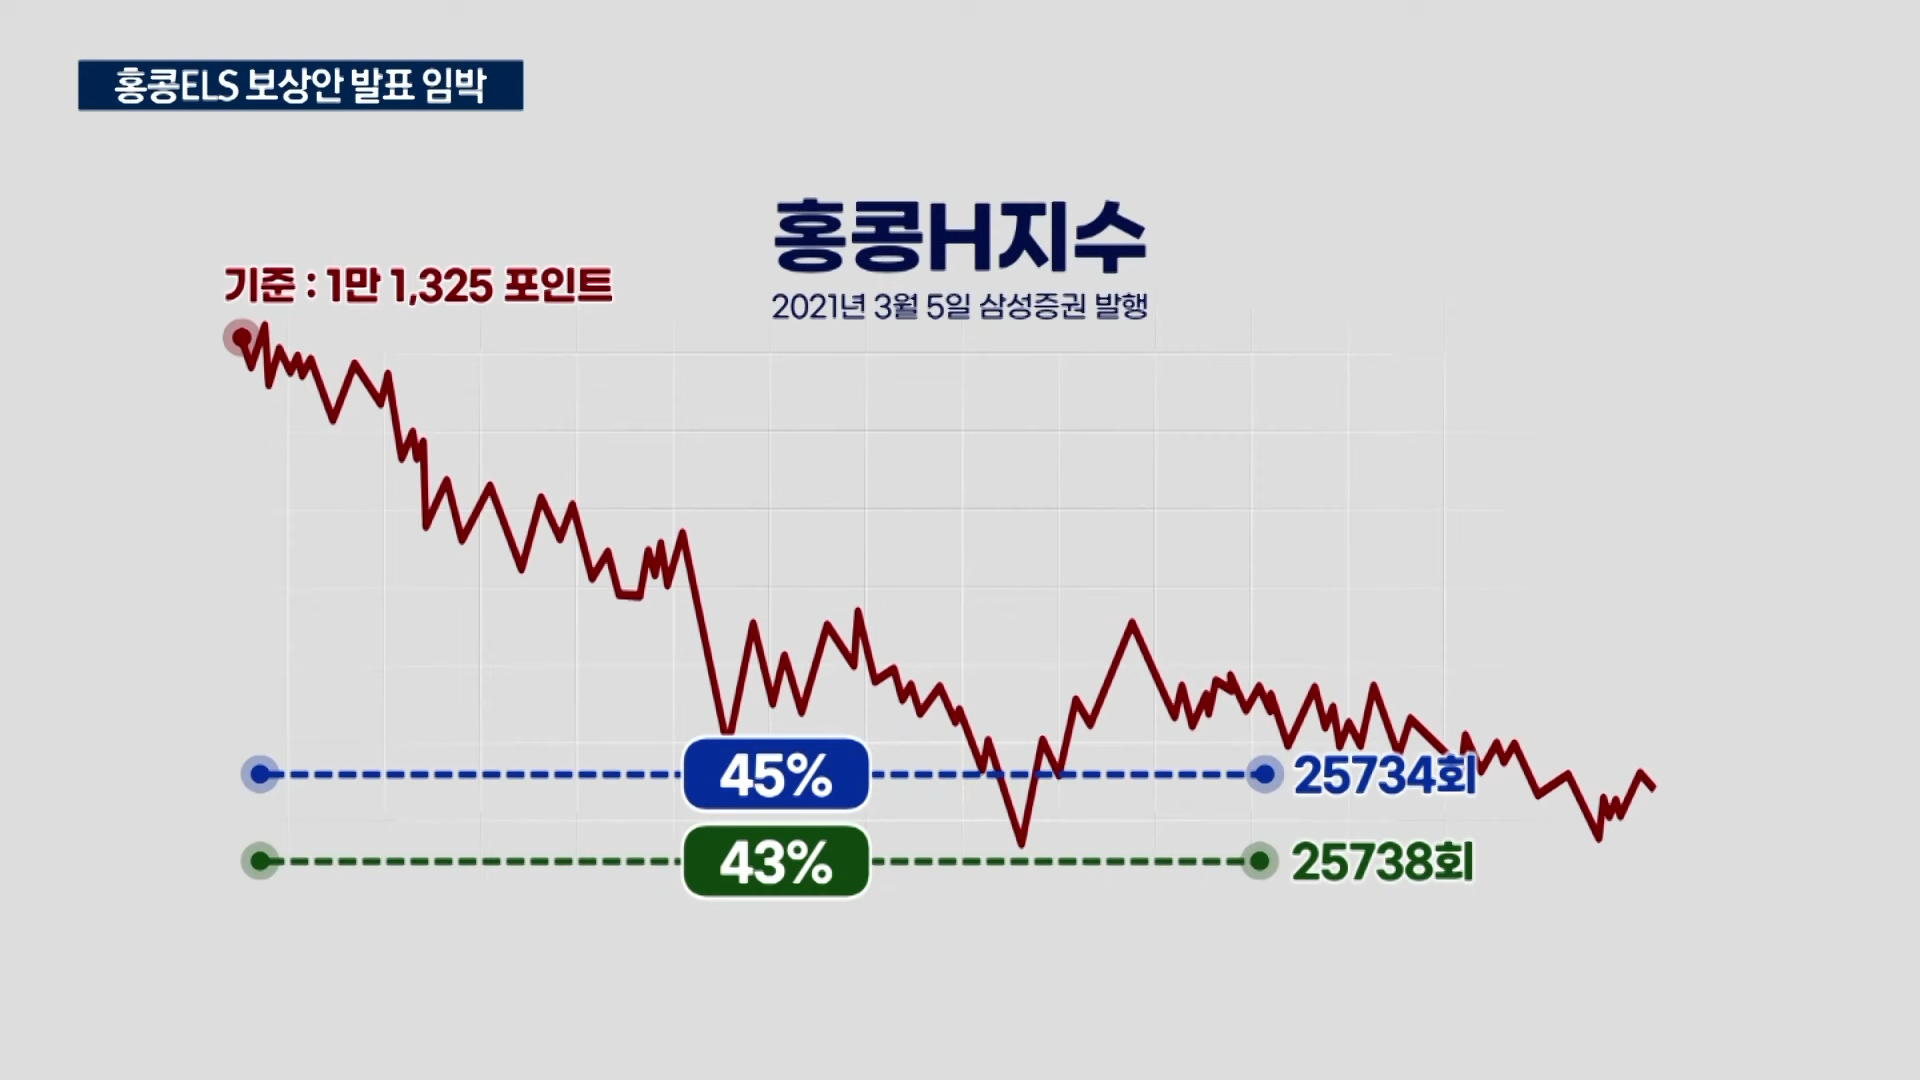 홍콩ELS 보상안 발표 임박
홍콩H지수
2021년 3월 5일 삼성증권 발행
기준 : 1만 1,325 포인트
45%
25734회
43%
25738회